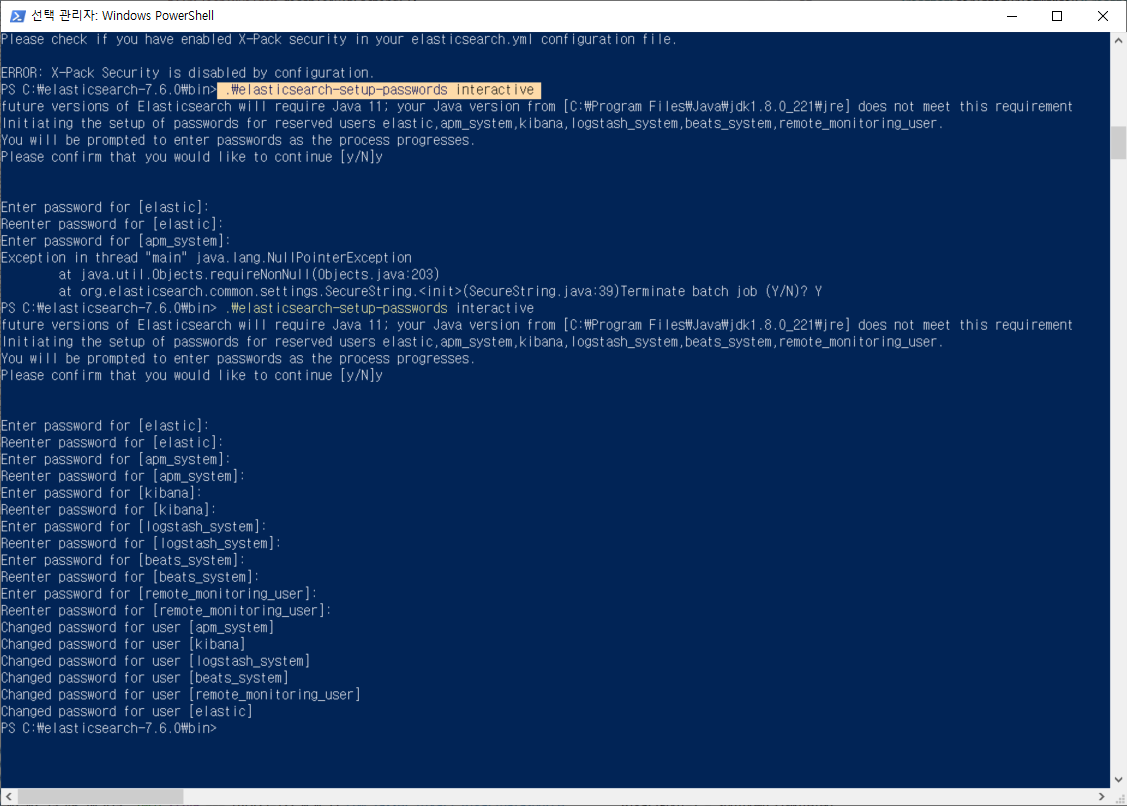 선택 관리자: Windows PowerShell
Please check if you have enabled X-Pack security in your elasticsearch.yml configuration file.
ERROR: X-Pack Security is disabled by configuration.
PS C:₩elasticsearch-7.6.0₩bin> .₩elasticsearch-setup-passwords interactive
future versions of Elasticsearch will require Java 11; your Java version from [C:₩Program Files₩Java₩jdk1.8.0_221₩jre] does not meet this requirement
Initiating the setup of passwords for reserved users elastic,apm_system,kibana,logstash_system,beats_system,remote_monitoring_user.
You will be prompted to enter passwords as the process progresses.
Please confirm that you would like to continue [y/N]y
Enter password for [elastic]:
Reenter password for [elastic]:
Enter password for [apm_system]:
Exception in thread "main" java.lang.NullPointerException
at java.util.Objects.requireNonNull(Objects.java:203)
at org.elasticsearch.common.settings.SecureString.<init>(SecureString.java:39)Terminate batch job (Y/N)? Y
PS C:₩elasticsearch-7.6.0₩bin> .₩elasticsearch-setup-passwords interactive
future versions of Elasticsearch will require Java 11; your Java version from [C:₩Program Files₩Java₩jdk1.8.0_221₩jre] does not meet this requirement
Initiating the setup of passwords for reserved users elastic,apm_system,kibana,logstash_system,beats_system,remote_monitoring_user.
You will be prompted to enter passwords as the process progresses.
Please confirm that you would like to continue [y/N]y
Enter password for [elastic]:
Reenter password for [elastic]:
Enter password for [apm_system]:
Reenter password for [apm_system]:
Enter password for [kibana]:
Reenter password for [kibana]:
Enter password for [logstash_system]:
Reenter password for [logstash_system]:
Enter password for [beats_system]:
Reenter password for [beats_system]:
Enter password for [remote_monitoring_user]:
Reenter password for [remote_monitoring_user]:
Changed password for user [apm_system]
Changed password for user [kibana]
Changed password for user [logstash_system]
Changed password for user [beats_system]
Changed password for user [remote_monitoring_user]
Changed password for user [elastic]
PS C:₩elasticsearch-7.6.0₩bin>